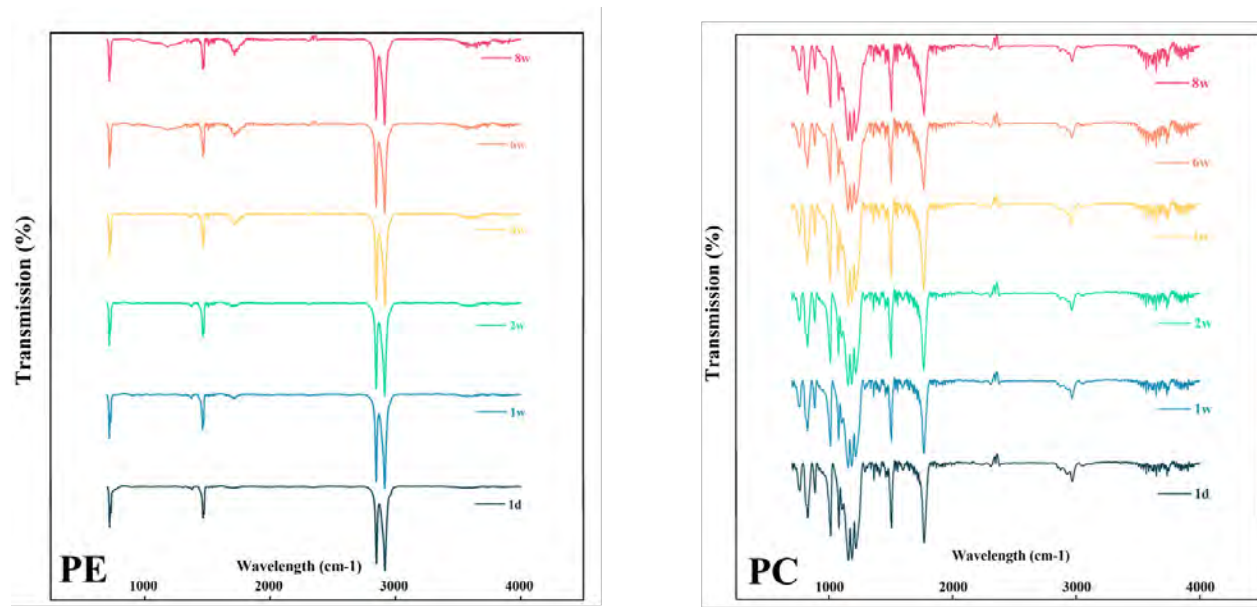 8w
6w
2w
1w
1d
Transmission (%)
PE
Wavelength (cm-1)
1000
2000
3000
4000
8w
6w
2w
1w
1d
Transmission (%)
PC
Wavelength (cm-1)
1000
2000
3000
4000